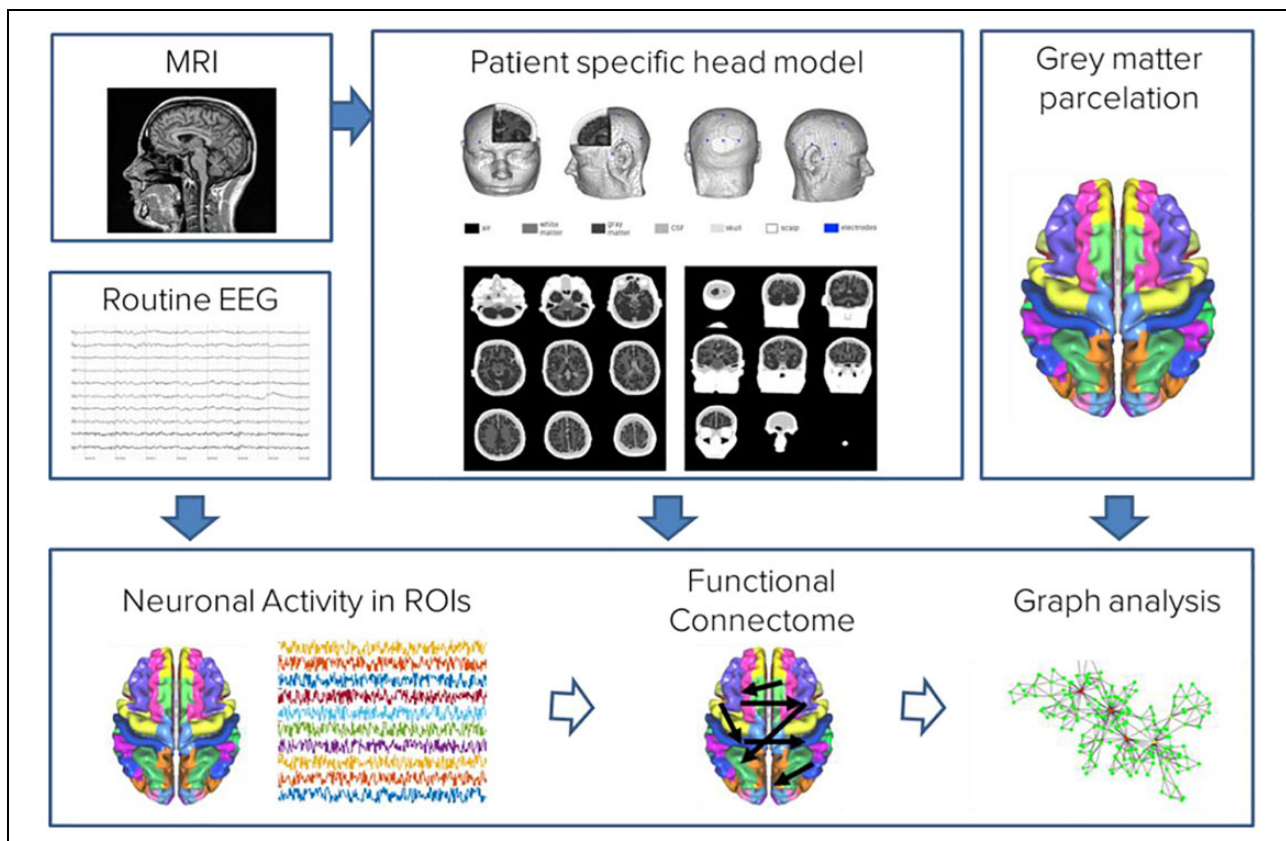 MRI
Patient specific head model
Grey matter
parcelation
air
white
matter
gray
matter
CSF
skull
scalp
electrodes
Routine EEG
Neuronal Activity in ROIs
Functional
Connectome
Graph analysis